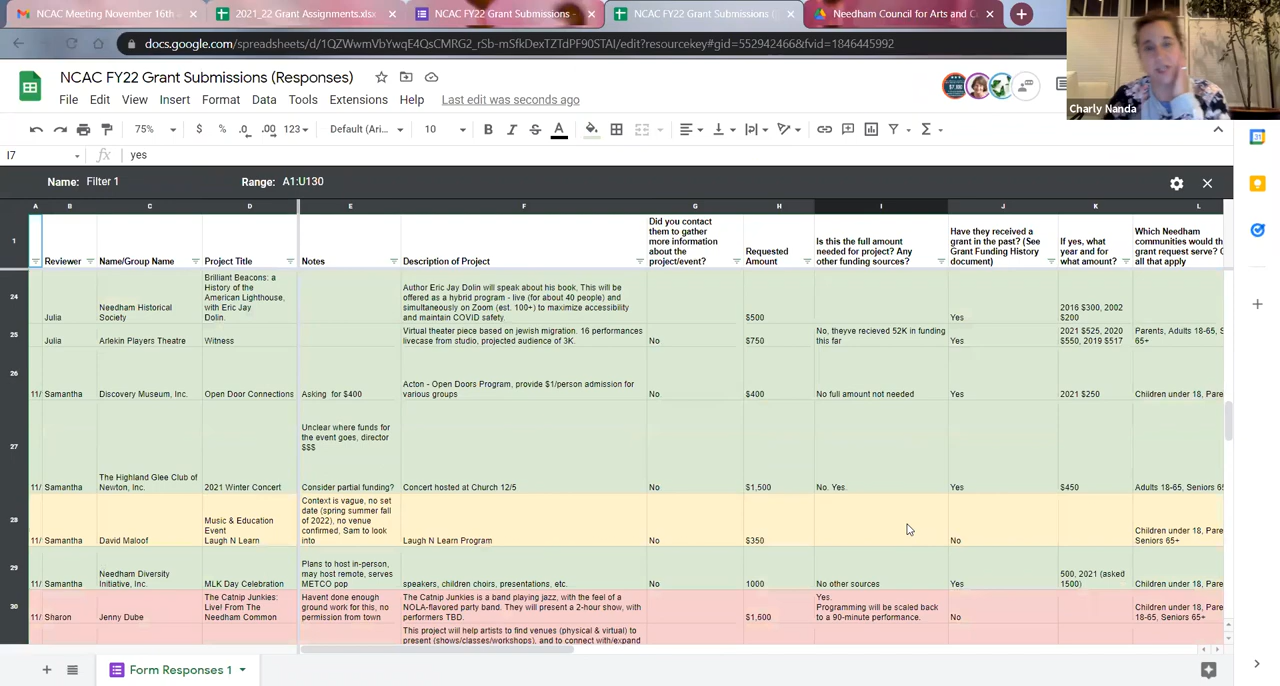 NCAC Meeting November 16th
2021_22 Grant Assignments.xlsx
NCAC FY22 Grant Submissions -
NCAC FY22 Grant Submissions
Needham Council for Arts and C
docs.google.com/spreadsheets/d/1QZWwmVbYwqE4QsCMRG2_rSb-mSfkDexTZTdPF90STAI/edit?resourcekey#gid=552942466&fvid=1846445992
Charly Nanda
NCAC FY22 Grant Submissions (Responses)
File Edit View Insert Format Data Tools Extensions Help Last edit was seconds ago
75% $ % .0 .00 123 Default (Ari... 10 B I S A
I7 fx yes
Name: Filter 1 Range: A1:U130
A B C D E F G H I J K L
1
Reviewer
Name/Group Name
Project Title
Notes
Description of Project
Did you contact
them to gather
more information
about the
project/event?
Requested
Amount
Is this the full amount
needed for project? Any
other funding sources?
Have they received a
grant in the past? (See
Grant Funding History
document)
If yes, what
year and for
what amount?
Which Needham
communities would th
grant request serve?
all that apply
24
Julia
Needham Historical
Society
Brilliant Beacons: a
History of the
American Lighthouse,
with Eric Jay
Dolin.
Author Eric Jay Dolin will speak about his book, This will be
offered as a hybrid program - live (for about 40 people) and
simultaneously on Zoom (est. 100+) to maximize accessibility
and maintain COVID safety.
$500
Yes
2016 $300, 2002
$200
25
Julia
Arlekin Players Theatre
Witness
Virtual theater piece based on jewish migration. 16 performances
livecase from studio, projected audience of 3K.
No
$750
No, theyve recieved 52K in funding
this far
Yes
2021 $525, 2020
$550, 2019 $517
Parents, Adults 18-65, S
65+
26
11/ Samantha
Discovery Museum, Inc.
Open Door Connections
Asking for $400
Acton - Open Doors Program, provide $1/person admission for
various groups
No
$400
No full amount not needed
Yes
2021 $250
Children under 18, Pare
27
11/ Samantha
The Highland Glee Club of
Newton, Inc.
2021 Winter Concert
Unclear where funds for
the event goes, director
$$$
Consider partial funding?
Concert hosted at Church 12/5
No
$1,500
No. Yes.
Yes
$450
Adults 18-65, Seniors 65
28
11/ Samantha
David Maloof
Music & Education
Event
Laugh N Learn
Context is vague, no set
date (spring summer fall
of 2022), no venue
confirmed, Sam to look
into
Laugh N Learn Program
No
$350
No
Children under 18, Pare
Seniors 65+
29
11/ Samantha
Needham Diversity
Initiative, Inc.
MLK Day Celebration
Plans to host in-person,
may host remote, serves
METCO pop
speakers, children choirs, presentations, etc.
No
1000
No other sources
Yes
500, 2021 (asked
1500)
Children under 18, Pare
30
11/ Sharon
Jenny Dube
The Catnip Junkies:
Live! From The
Needham Common
Havent done enough
ground work for this, no
permission from town
The Catnip Junkies is a band playing jazz, with the feel of a
NOLA-flavored party band. They will present a 2-hour show, with
performers TBD.
$1,600
Yes.
Programming will be scaled back
to a 90-minute performance.
No
Children under 18, Pare
18-65, Seniors 65+
This project will help artists to find venues (physical & virtual) to
present (shows/classes/workshops), and to connect with/expand
Form Responses 1